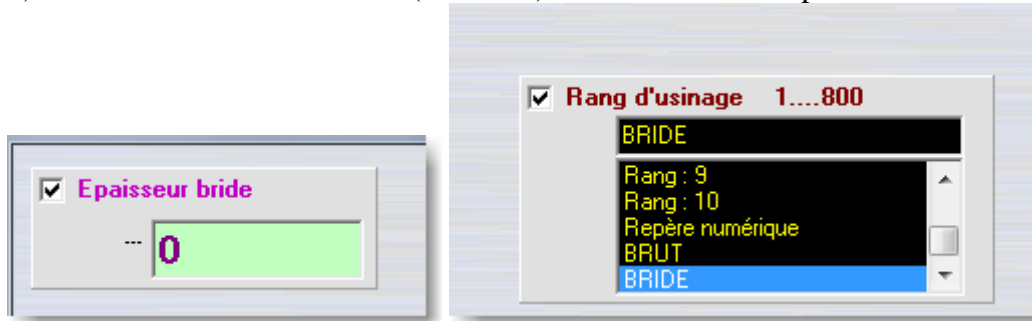 Epaisseur bride
--- 0
Rang d'usinage 1....800
BRIDE
Rang : 9
Rang : 10
Repère numérique
BRUT
BRIDE